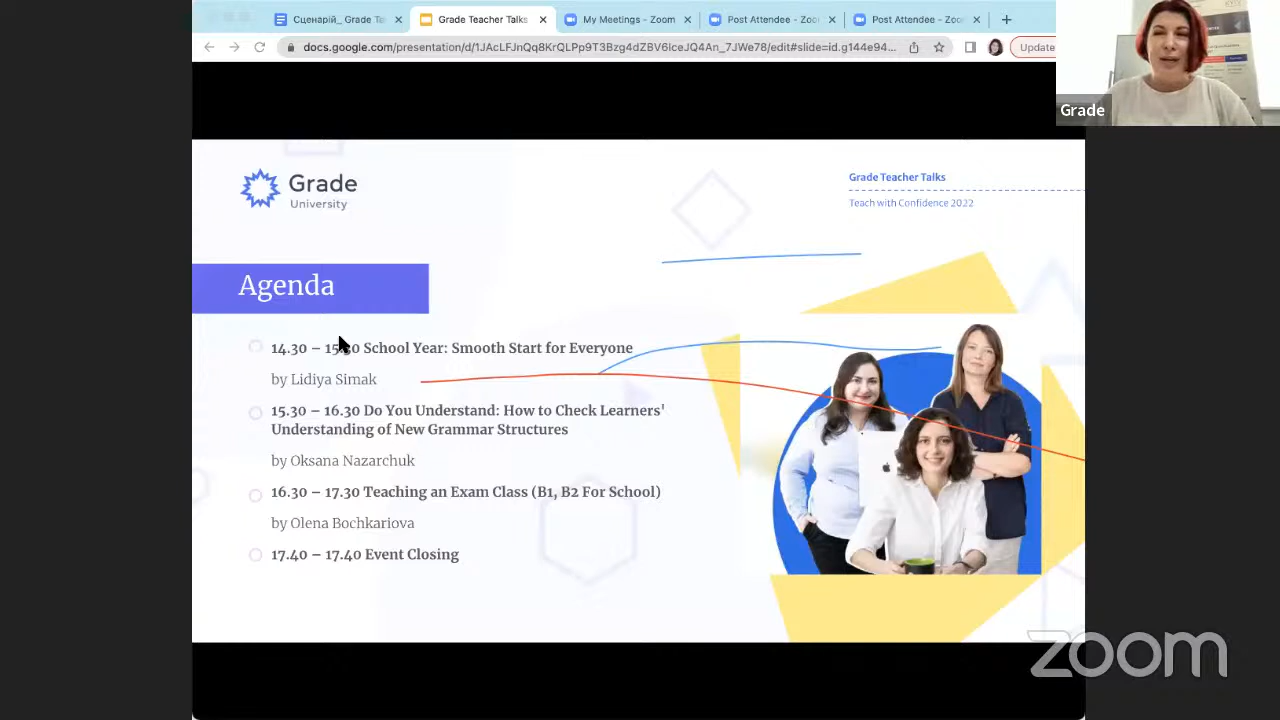 Сценарій_ Grade Te
Grade Teacher Talks
My Meetings - Zoom
Post Attendee - Zoo
Post Attendee - Zoo
docs.google.com/presentation/d/1JAcLFJnQq8KrQLPp9T3Bzg4dZBV6IceJQ4An_7JWe78/edit#slide=id.g144e94...
Update
Grade
Grade
University
Grade Teacher Talks
Teach with Confidence 2022
Agenda
14.30 – 15.30 School Year: Smooth Start for Everyone
by Lidiya Simak
15.30 – 16.30 Do You Understand: How to Check Learners'
Understanding of New Grammar Structures
by Oksana Nazarchuk
16.30 – 17.30 Teaching an Exam Class (B1, B2 For School)
by Olena Bochkariova
17.40 – 17.40 Event Closing
zoom